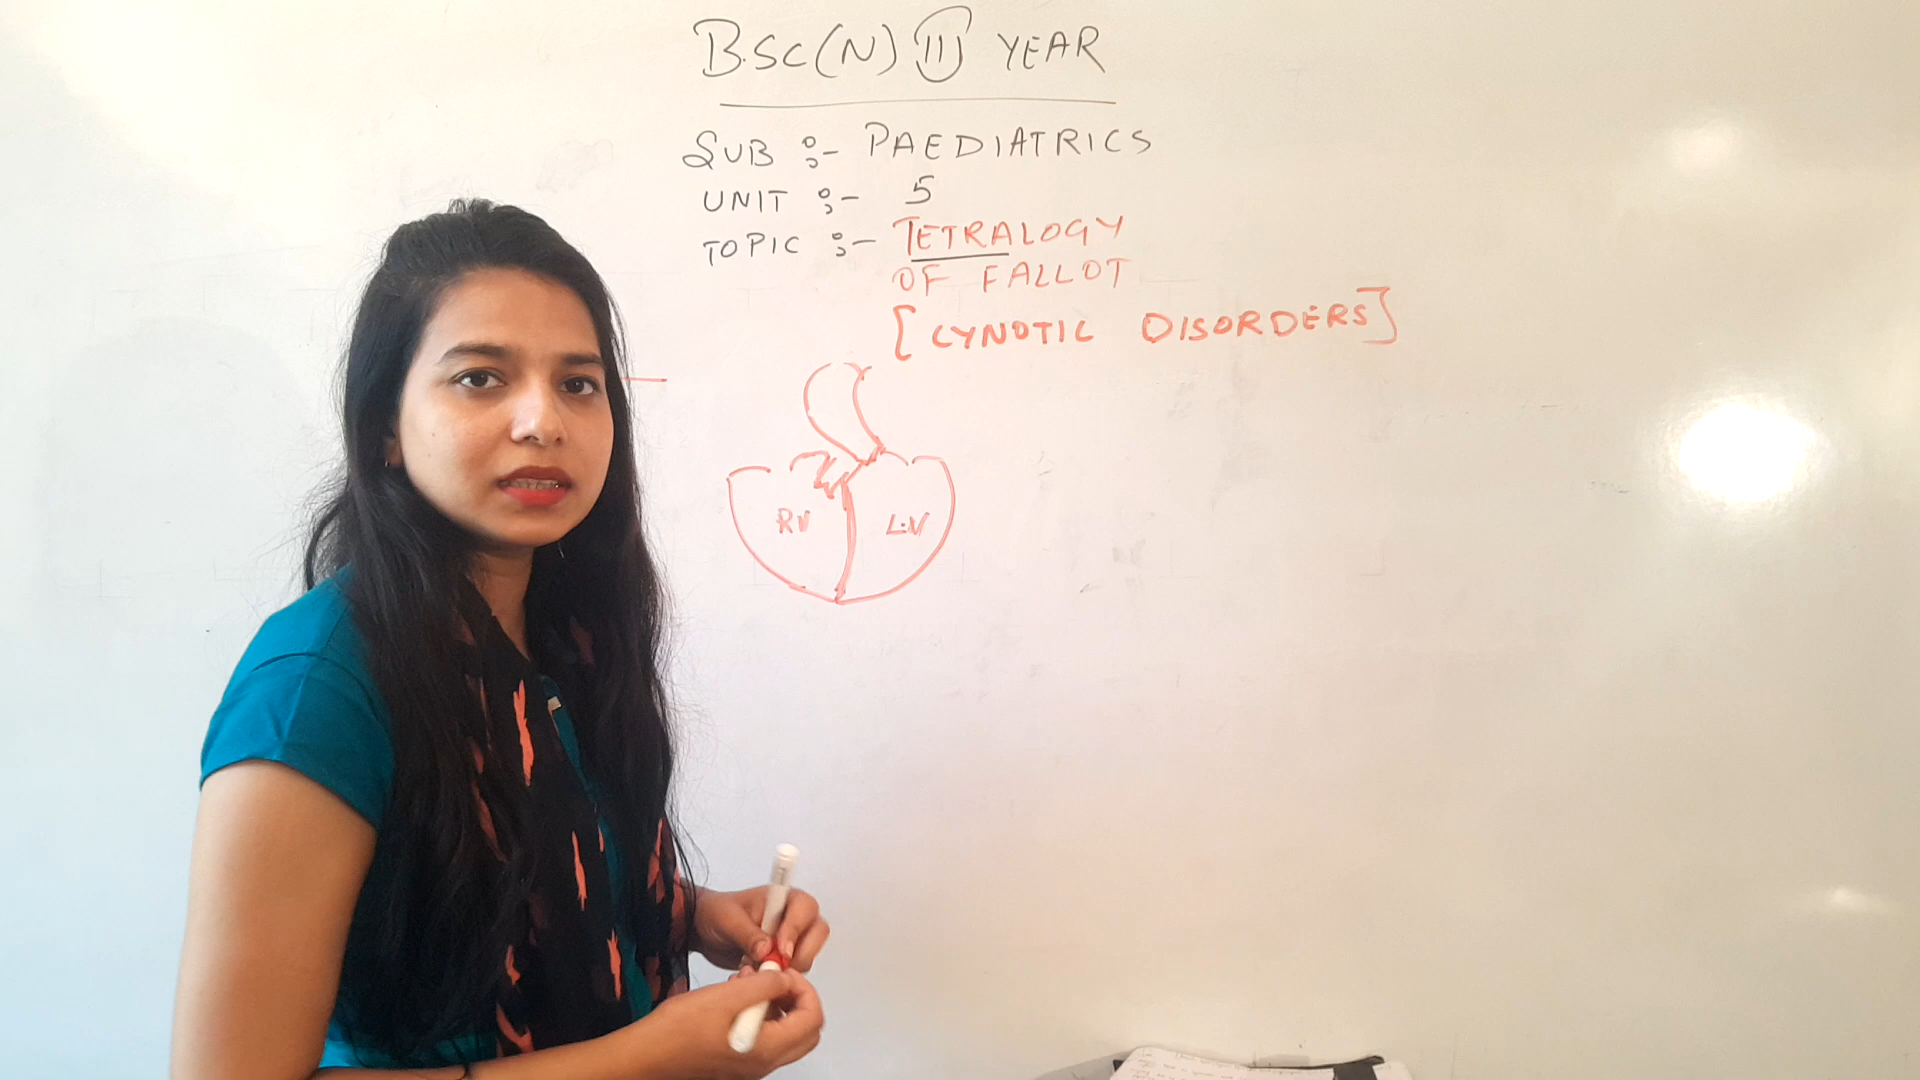 B.SC(N) III YEAR
SUB :- PAEDIATRICS
UNIT :- 5
TOPIC :- TETRALOGY
OF FALLOT
[CYNOTIC DISORDERS]
RV L.V